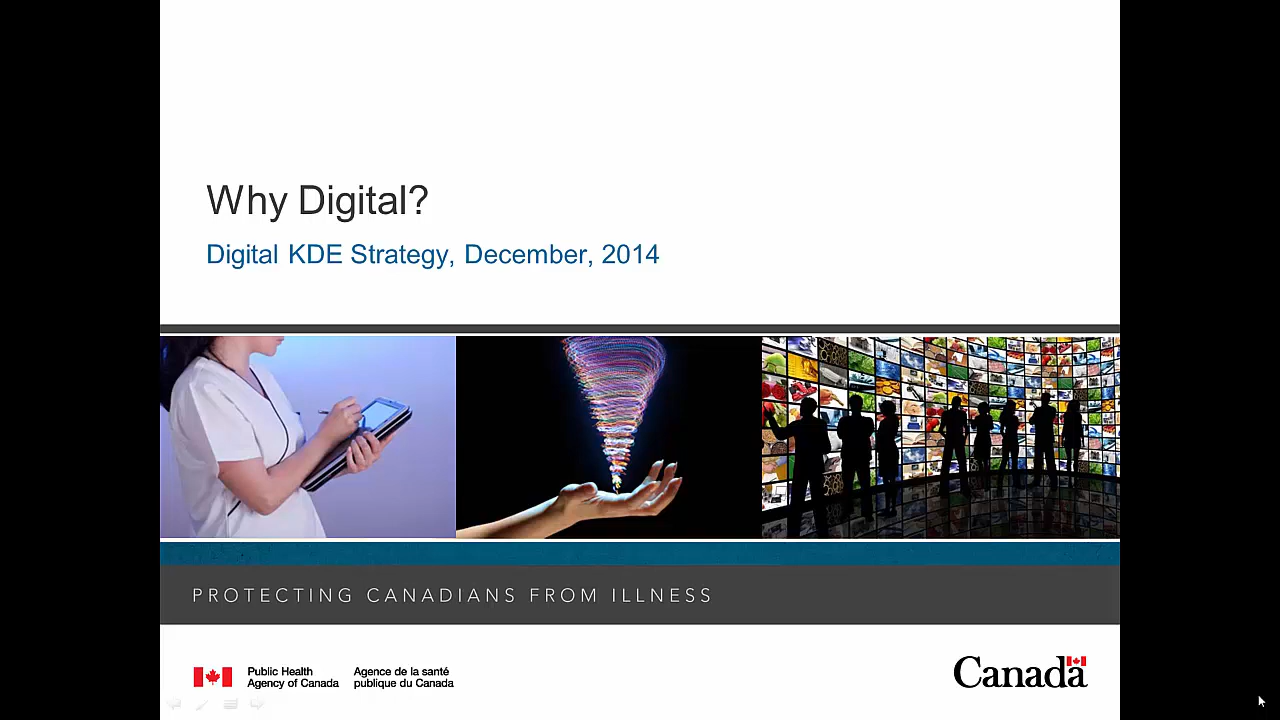 Why Digital?
Digital KDE Strategy, December, 2014
PROTECTING CANADIANS FROM ILLNESS
Public Health
Agency of Canada
Agence de la santé
publique du Canada
Canada